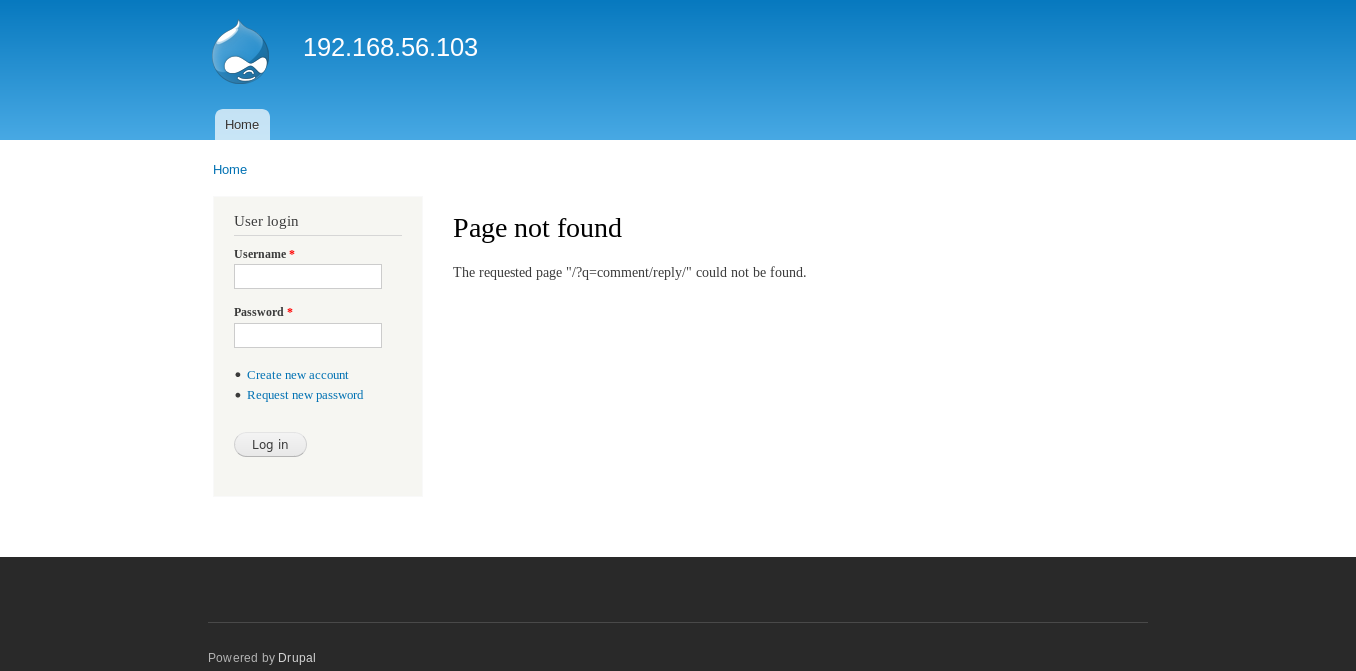 192.168.56.103
Home
Home
User login
Username *
Password *
Create new account
Request new password
Log in
Page not found
The requested page "/?q=comment/reply/" could not be found.
Powered by Drupal